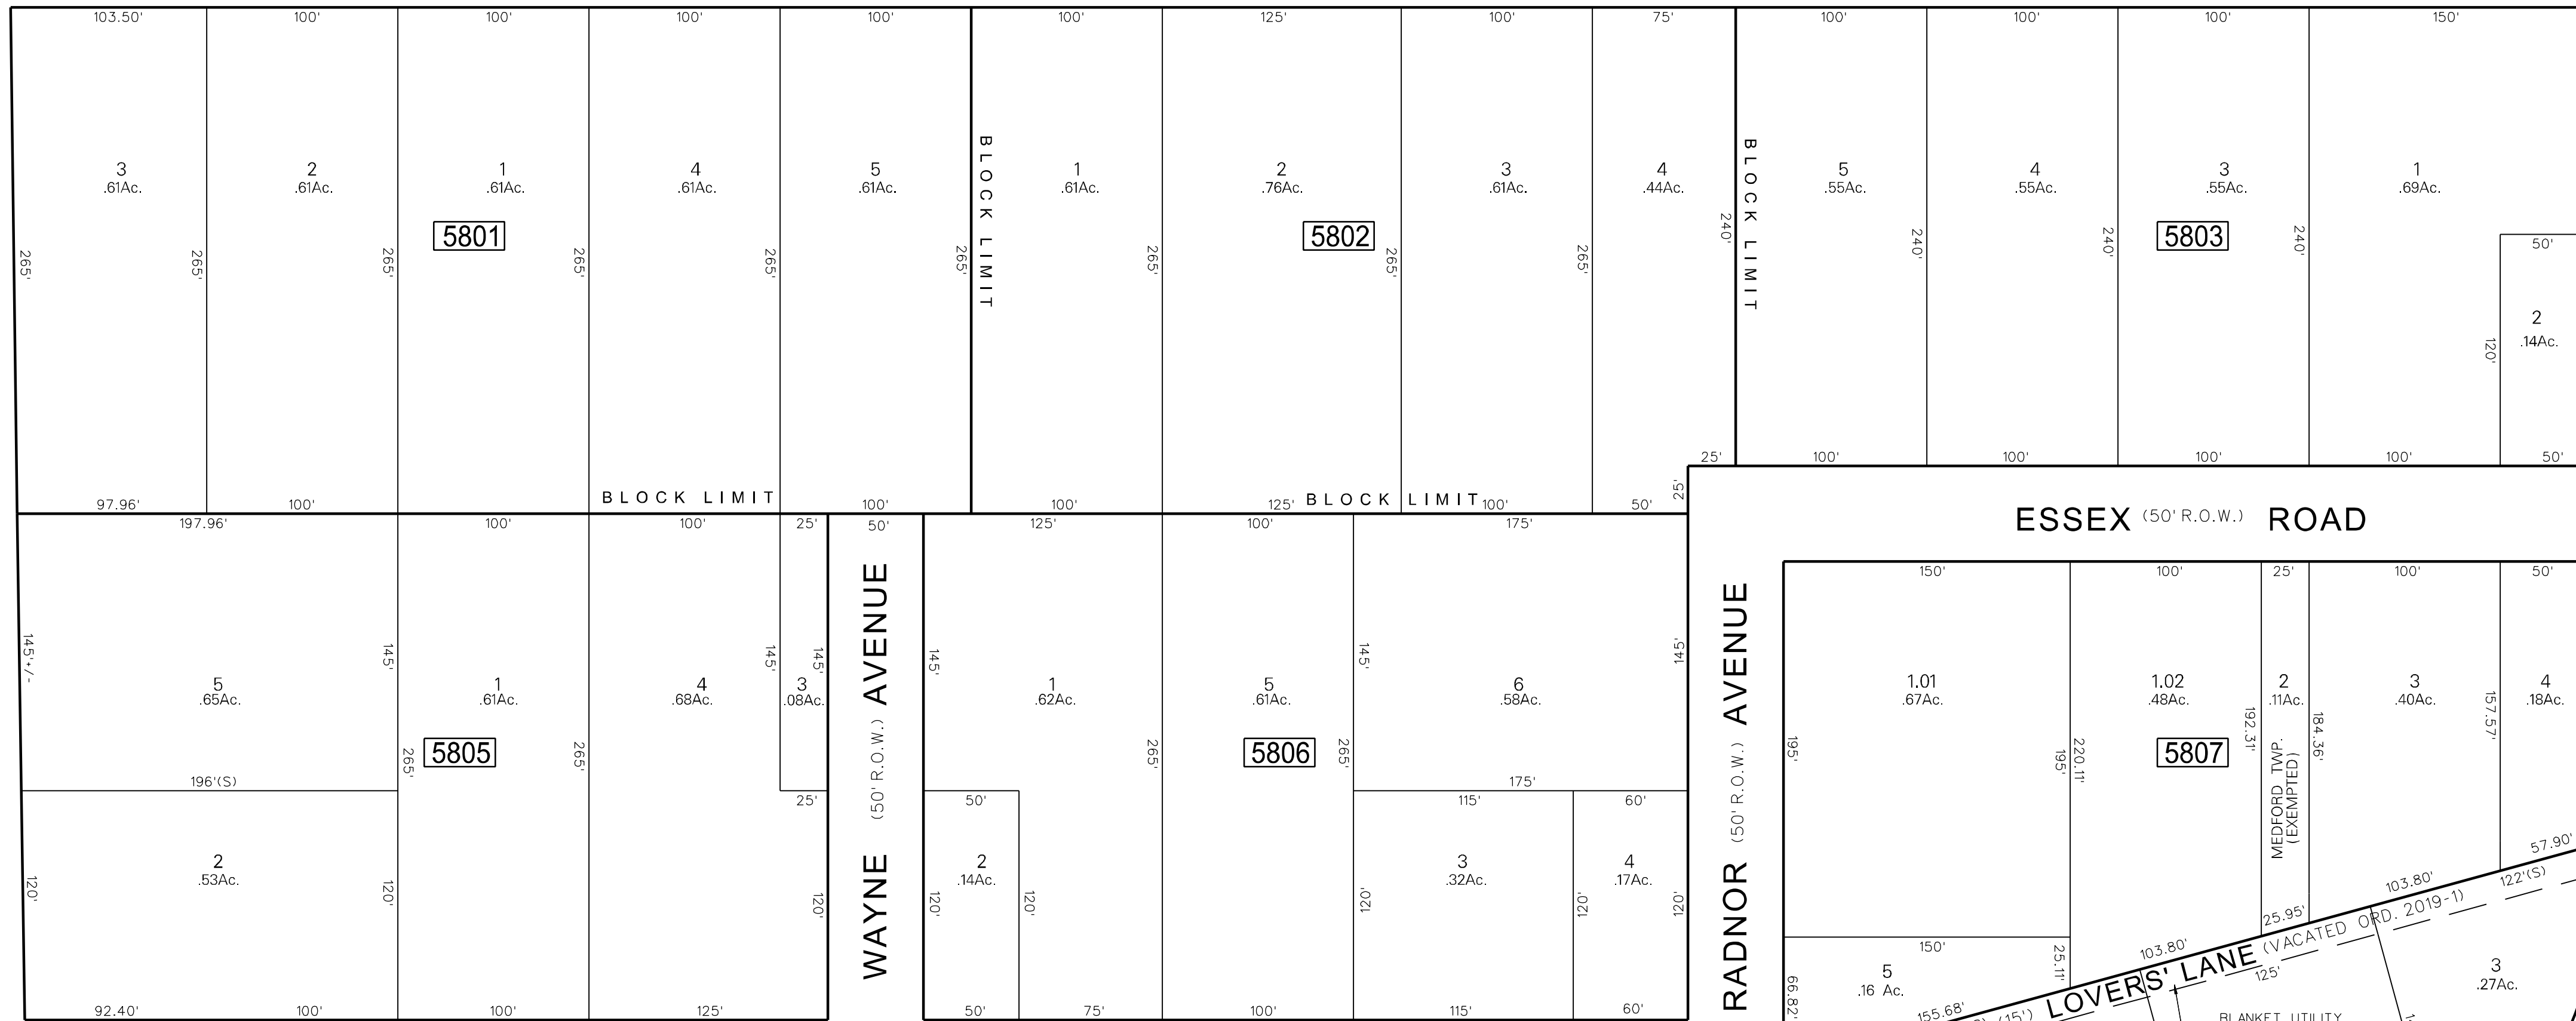 103.50' 100' 100' 100' 100' 100' 125' 100' 75' 100' 100' 100' 150'
BLOCK LIMIT
BLOCK LIMIT
3 2 1 4 5 1 2 3 4 5 4 3 1
.61Ac. .61Ac. .61Ac. .61Ac. .61Ac. .61Ac. .76Ac. .61Ac. .44Ac. .55Ac. .55Ac. .55Ac. .69Ac.
5801 5802 5803
265' 265' 265' 265' 265' 265' 265' 265' 265' 240' 240' 240' 240'
50'
2
.14Ac.
120'
25' 100' 100' 100' 50'
97.96' 100' BLOCK LIMIT 100' 100' 125' BLOCK LIMIT 100' 50' 25'
197.96' 100' 100' 25' 50' 125' 100' 175'
ESSEX (50' R.O.W.) ROAD
150' 100' 25' 100' 50'
145'+/- 145' 145' 145' 145' 145' 145'
5 1 4 3 1 5 6
.65Ac. .61Ac. .68Ac. .08Ac. .62Ac. .61Ac. .58Ac.
1.01 1.02 2 3 4
.67Ac. .48Ac. .11Ac. .40Ac. .18Ac.
WAYNE (50' R.O.W.) AVENUE
RADNOR (50' R.O.W.) AVENUE
5805 5806 5807
265' 265' 265' 265'
195' 195' 220.11' 192.31' 184.36' 157.57'
MEDFORD TWP.
(EXEMPTED)
196'(S) 25' 50' 175'
115' 60'
2 2 3 4
.53Ac. .14Ac. .32Ac. .17Ac.
120' 120' 120' 120' 120' 120' 120' 120'
57.90'
103.80' 122'(S)
25.95'
103.80'
155.68'
LOVERS' LANE (VACATED ORD. 2019-1)
(15')
150' 25.11' 125'
5
.16 Ac.
66.82'
3
.27Ac.
92.40' 100' 100' 125' 50' 75' 100' 115' 60'
BLANKET UTILITY